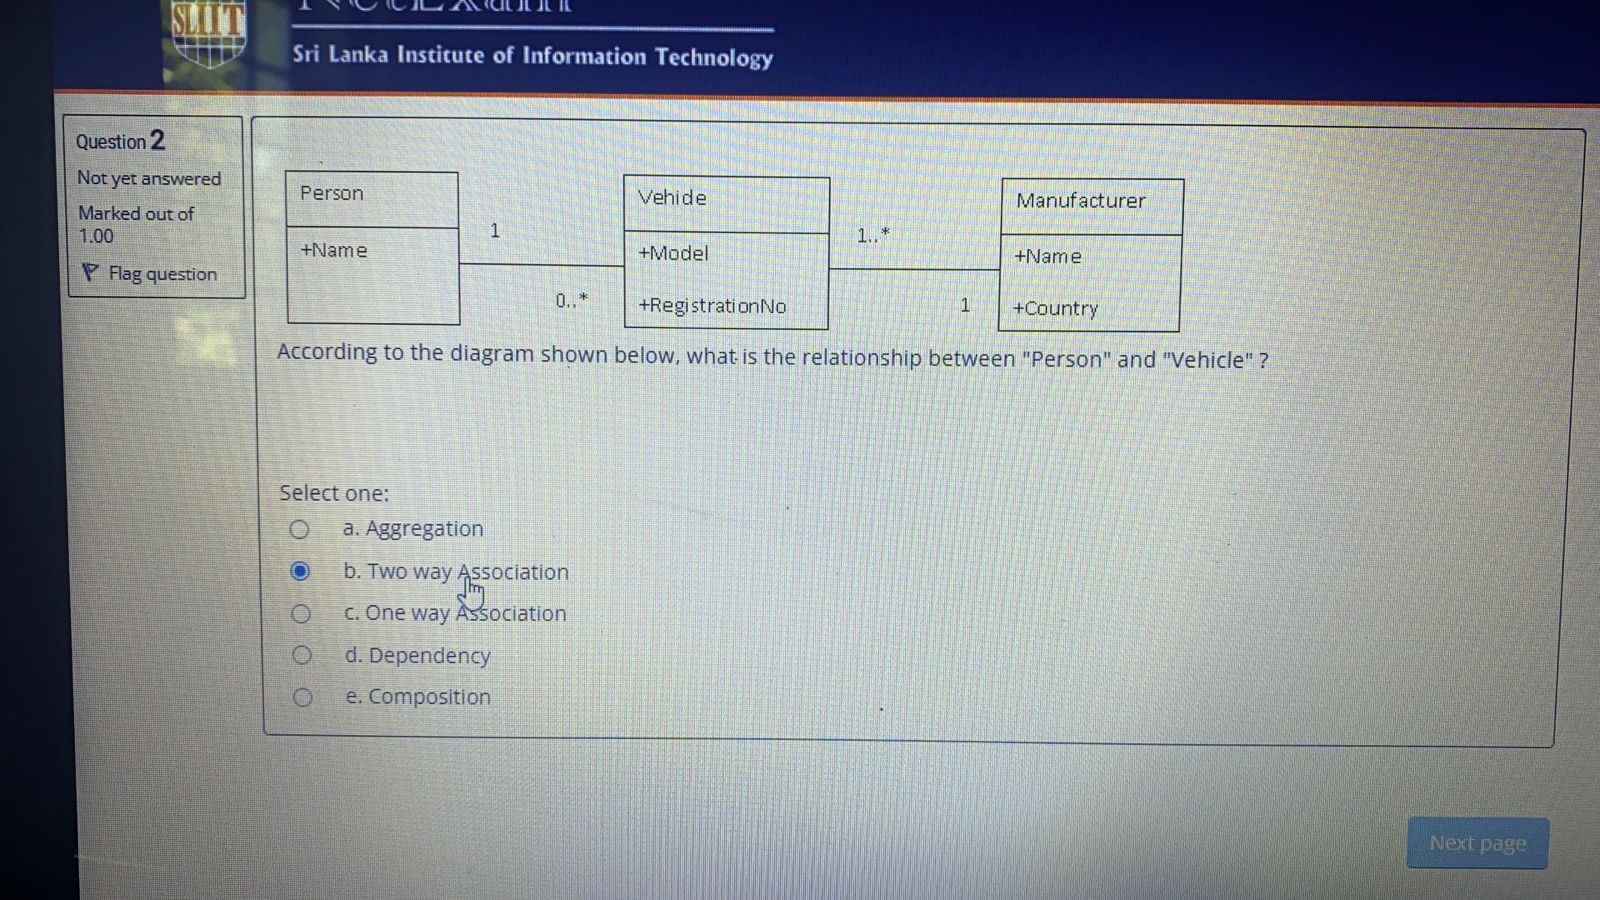 SLIIT
Sri Lanka Institute of Information Technology
Question 2
Not yet answered
Marked out of
1.00
Flag question
Person
+Name
1
0..*
Vehicle
+Model
+RegistrationNo
1..*
1
Manufacturer
+Name
+Country
According to the diagram shown below, what is the relationship between "Person" and "Vehicle" ?
Select one:
a. Aggregation
b. Two way Association
c. One way Association
d. Dependency
e. Composition
Next page